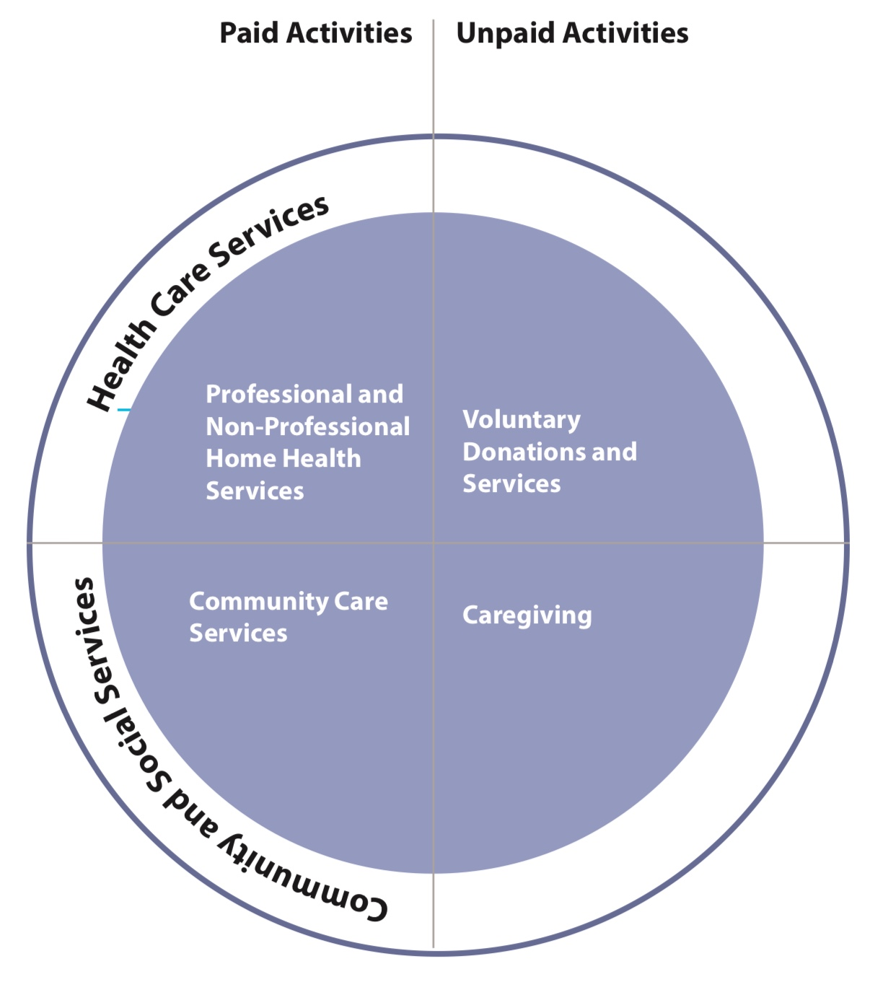 Paid Activities
Unpaid Activities
Health Care Services
Professional and
Non-Professional
Home Health
Services
Voluntary
Donations and
Services
Community Care
Services
Caregiving
Community and Social Services